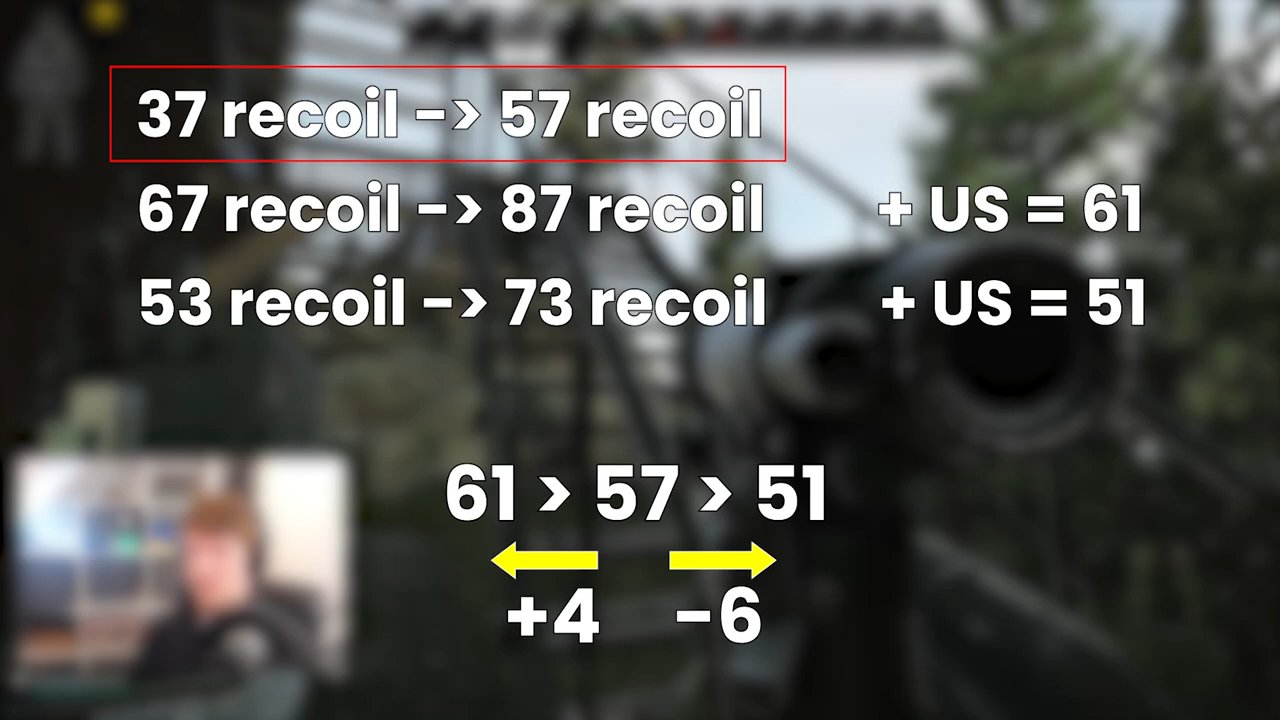 37 recoil -> 57 recoil
67 recoil -> 87 recoil + US = 61
53 recoil -> 73 recoil + US = 51
61 > 57 > 51
+4 -6